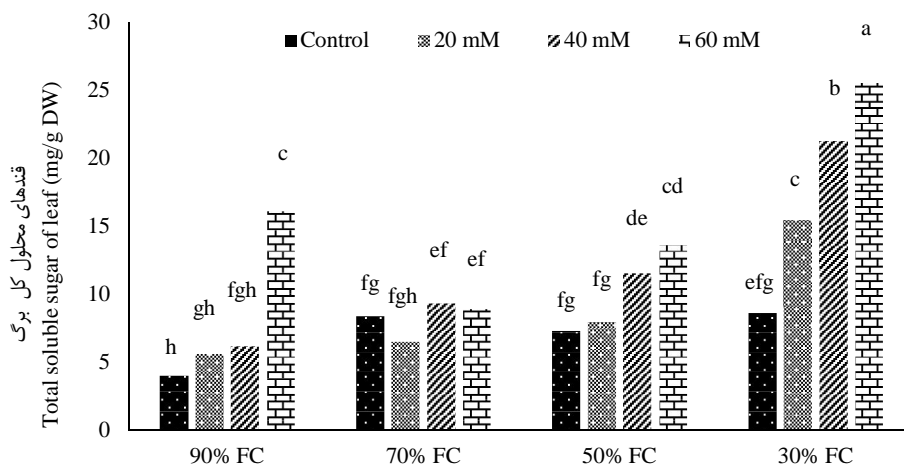 30
25
20
15
10
5
0
قندهای محلول کل برگ
Total soluble sugar of leaf (mg/g DW)
Control 20 mM 40 mM 60 mM
h gh fgh c
fg fgh ef ef
fg fg de cd
efg c b a
90% FC 70% FC 50% FC 30% FC